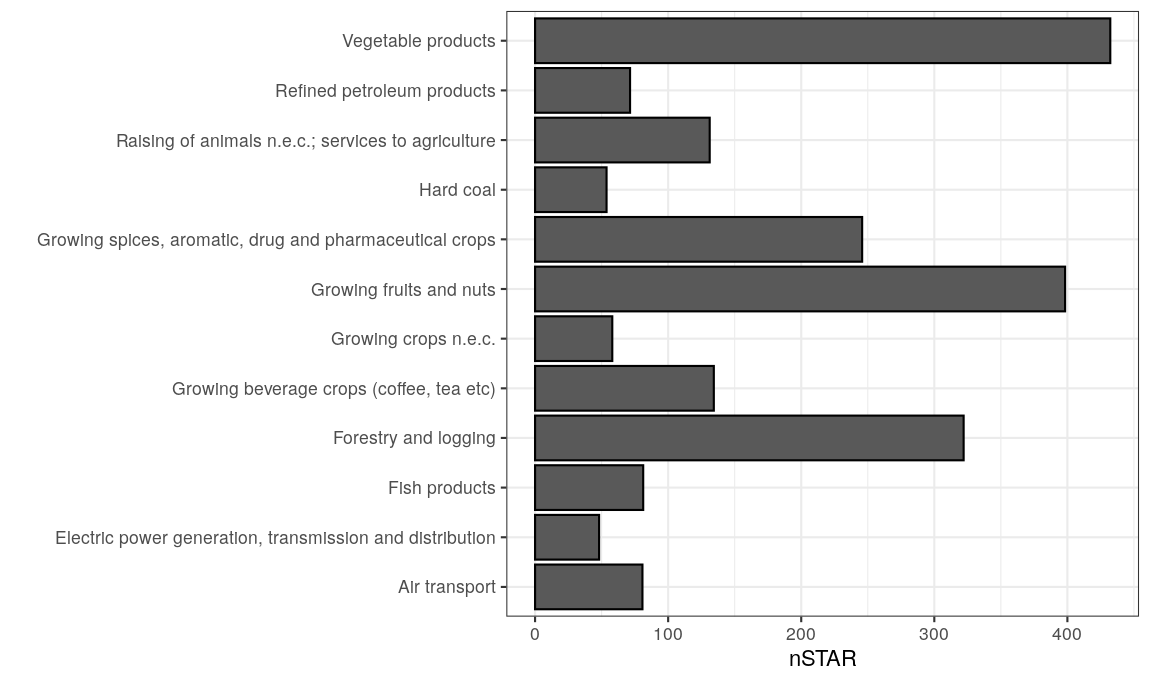 Vegetable products
Refined petroleum products
Raising of animals n.e.c.; services to agriculture
Hard coal
Growing spices, aromatic, drug and pharmaceutical crops
Growing fruits and nuts
Growing crops n.e.c.
Growing beverage crops (coffee, tea etc)
Forestry and logging
Fish products
Electric power generation, transmission and distribution
Air transport
0 100 200 300 400
nSTAR